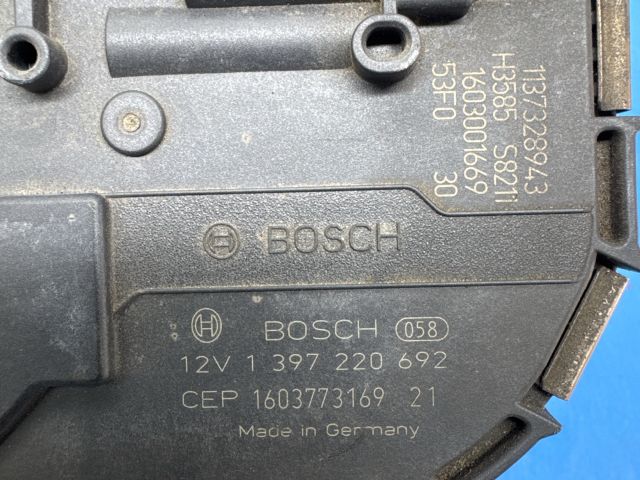 1137328943
H3585 S821i
1603001669
53F0 30
BOSCH
BOSCH 058
12V 1 397 220 692
CEP 1603773169 21
Made in Germany